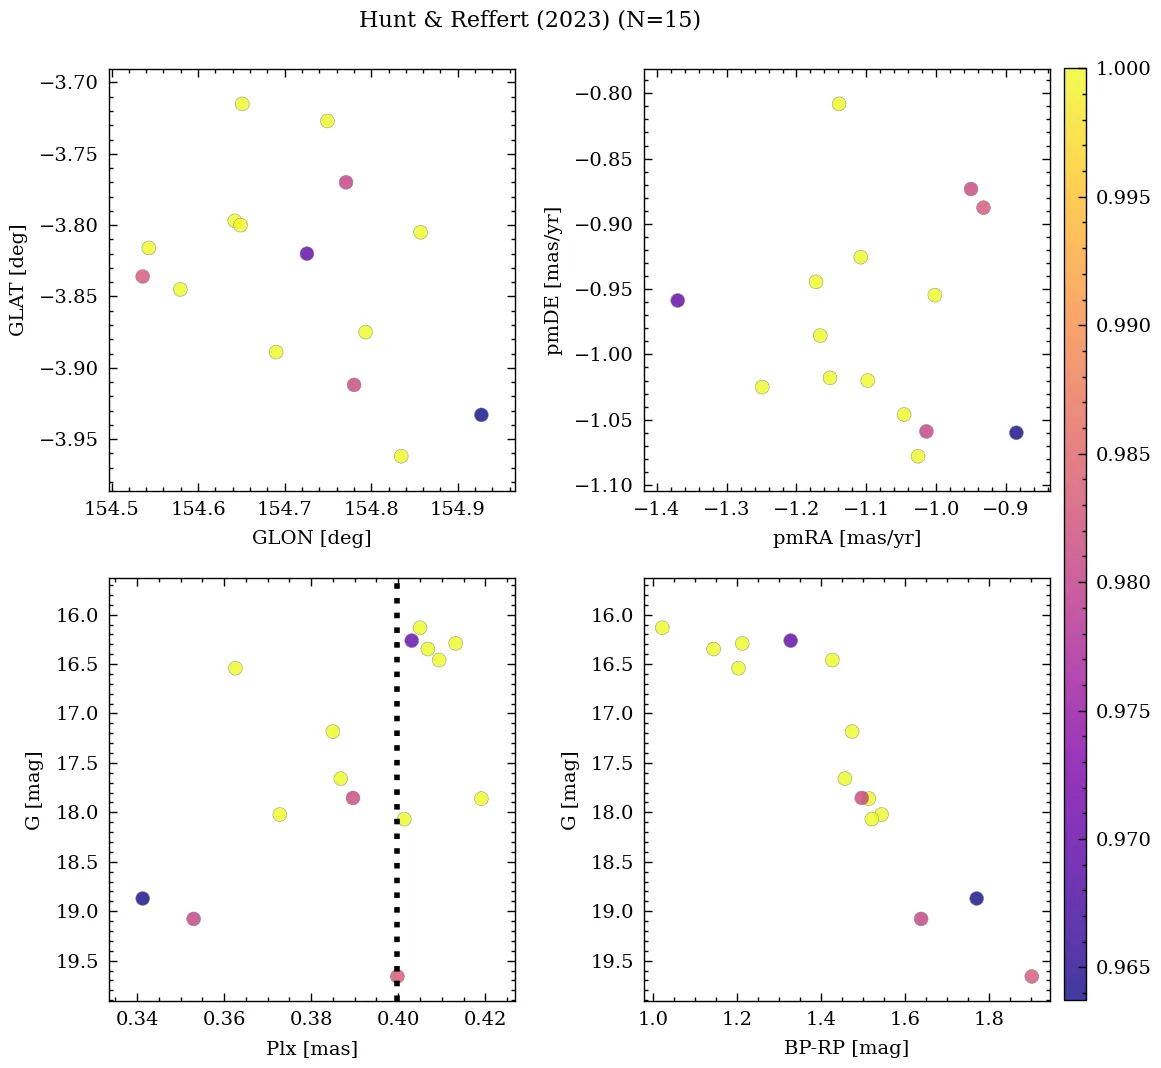 Hunt & Reffert (2023) (N=15)
−3.70
−3.75
−3.80
−3.85
−3.90
−3.95
GLAT [deg]
154.5 154.6 154.7 154.8 154.9
GLON [deg]
−0.80
−0.85
−0.90
−0.95
−1.00
−1.05
−1.10
pmDE [mas/yr]
−1.4 −1.3 −1.2 −1.1 −1.0 −0.9
pmRA [mas/yr]
16.0
16.5
17.0
17.5
18.0
18.5
19.0
19.5
G [mag]
0.34 0.36 0.38 0.40 0.42
Plx [mas]
16.0
16.5
17.0
17.5
18.0
18.5
19.0
19.5
G [mag]
1.0 1.2 1.4 1.6 1.8
BP-RP [mag]
1.000
0.995
0.990
0.985
0.980
0.975
0.970
0.965